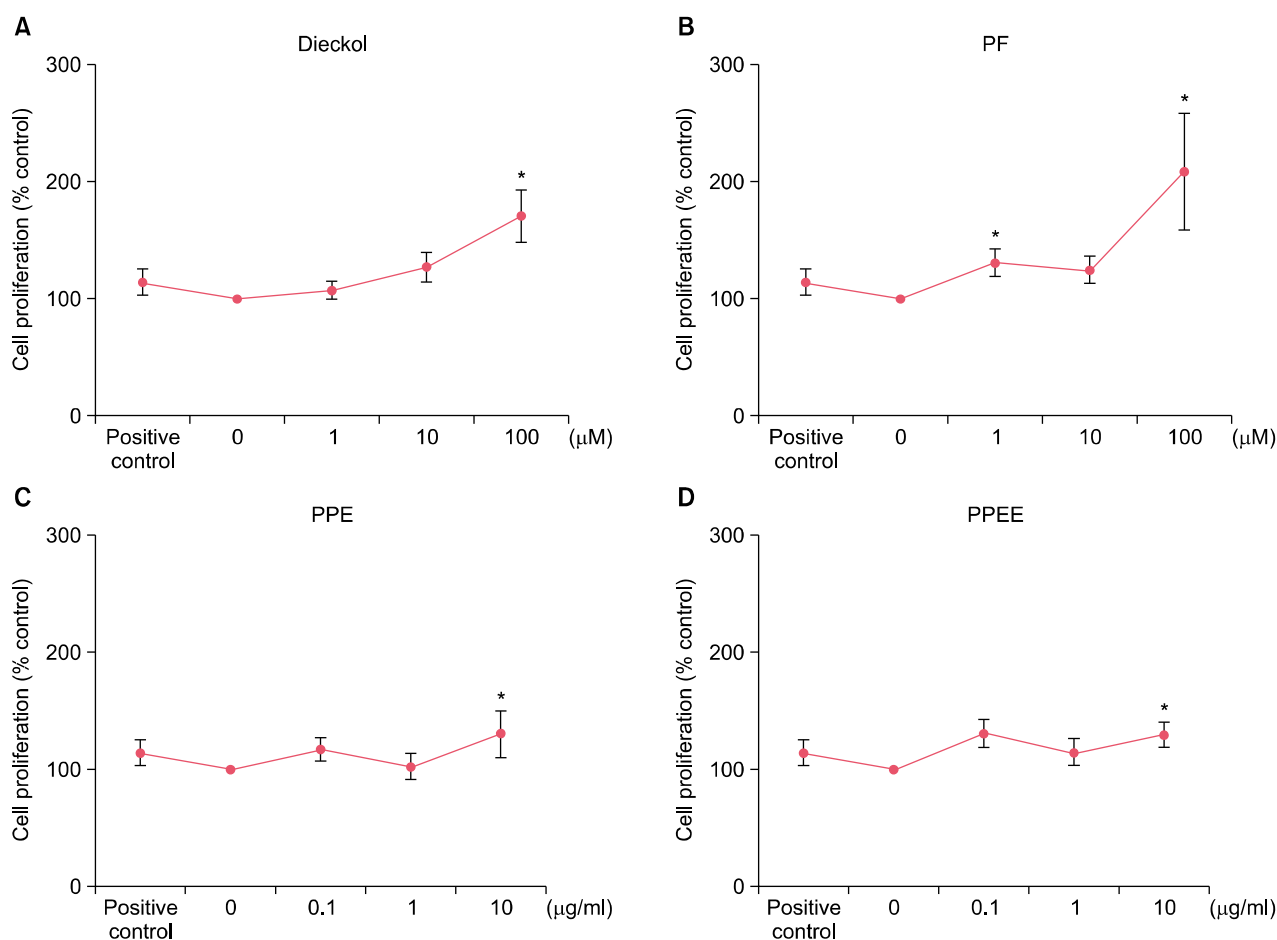 A
Dieckol
Cell proliferation (% control)
300
200
100
0
*
Positive control
0
1
10
100
(μM)
B
PF
Cell proliferation (% control)
300
200
100
0
*
*
Positive control
0
1
10
100
(μM)
C
PPE
Cell proliferation (% control)
300
200
100
0
*
Positive control
0
0.1
1
10
(μg/ml)
D
PPEE
Cell proliferation (% control)
300
200
100
0
*
Positive control
0
0.1
1
10
(μg/ml)